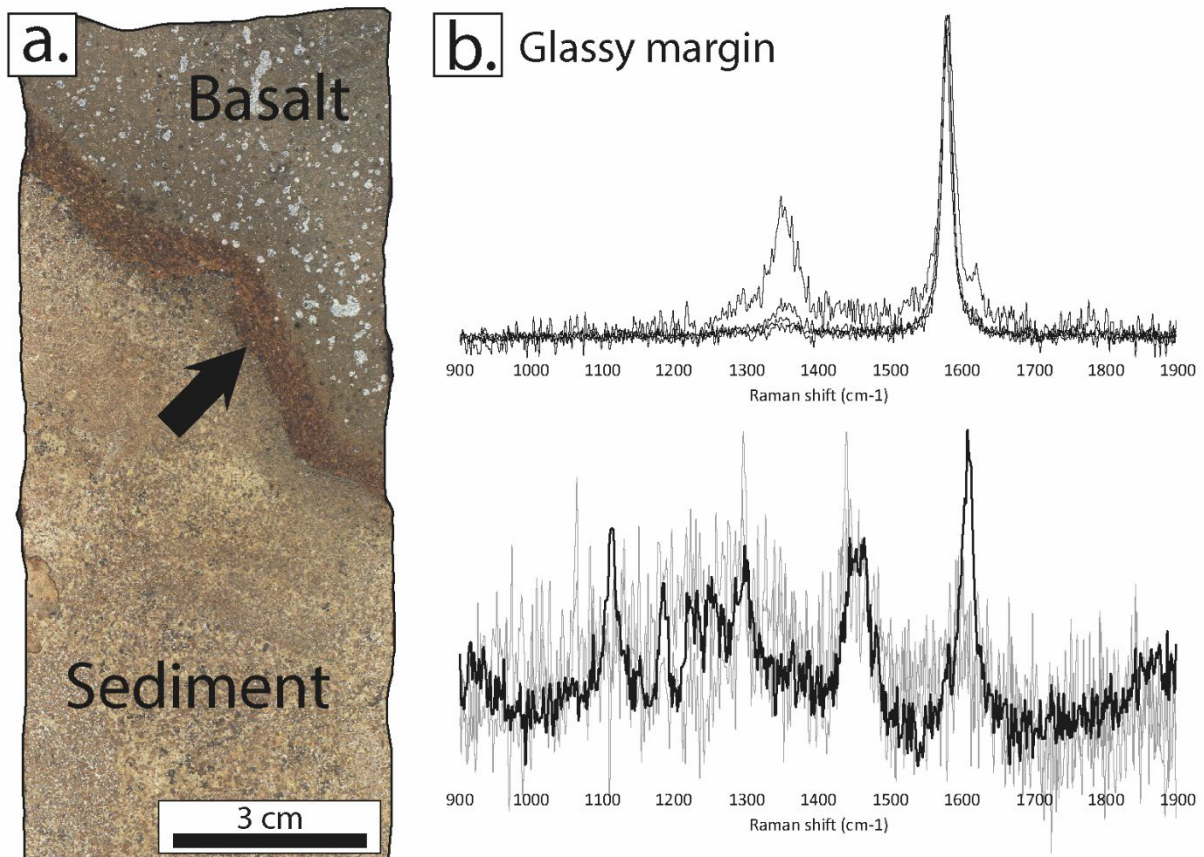 a.
Basalt
Sediment
3 cm
b. Glassy margin
900 1000 1100 1200 1300 1400 1500 1600 1700 1800 1900
Raman shift (cm-1)
900 1000 1100 1200 1300 1400 1500 1600 1700 1800 1900
Raman shift (cm-1)